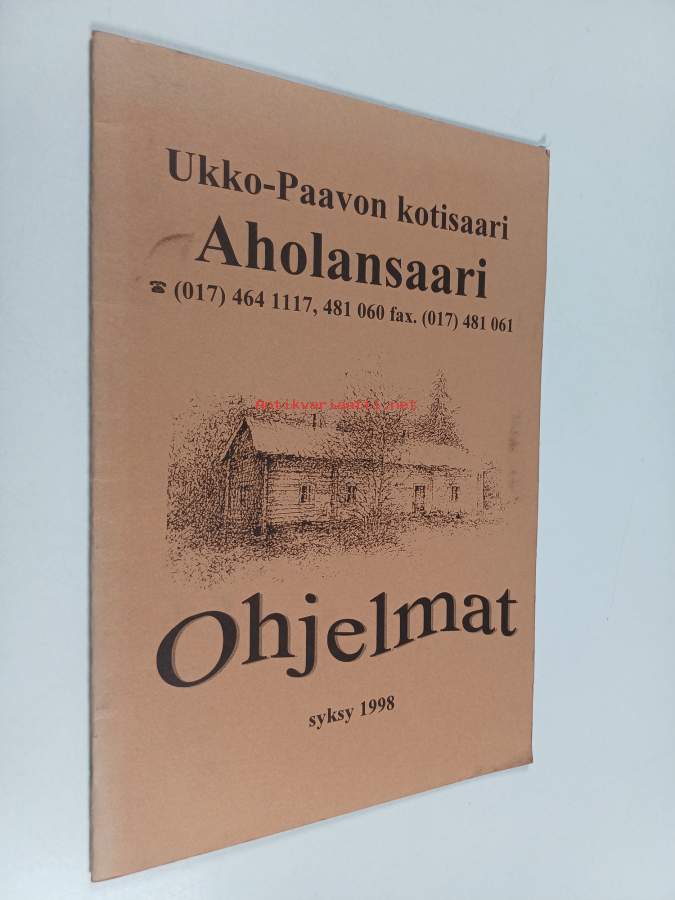 Ukko-Paavon kotisaari
Aholansaari
☎ (017) 464 1117, 481 060 fax. (017) 481 061
Antikvariaatti.net
Ohjelmat
syksy 1998